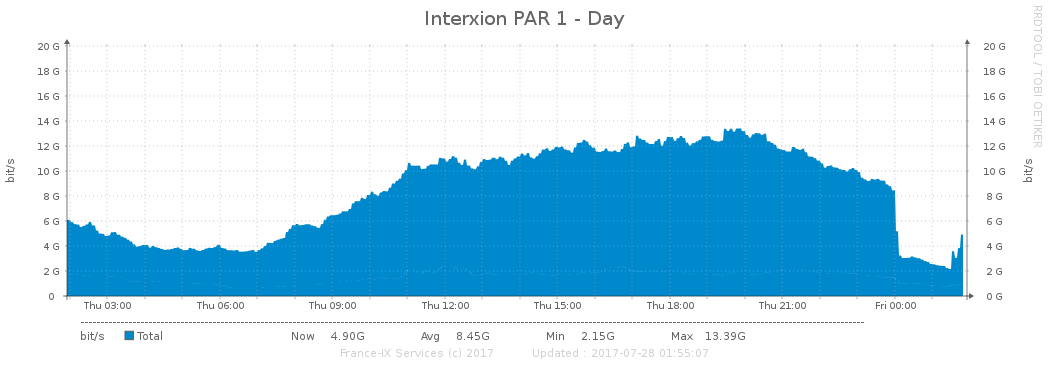 Interxion PAR 1 - Day
RRDTOOL / TOBI OETIKER
20 G 20 G
18 G 18 G
16 G 16 G
14 G 14 G
12 G 12 G
10 G 10 G
8 G 8 G
6 G 6 G
4 G 4 G
2 G 2 G
0 0 G
bit/s
bit/s
Thu 03:00 Thu 06:00 Thu 09:00 Thu 12:00 Thu 15:00 Thu 18:00 Thu 21:00 Fri 00:00
bit/s Total Now 4.90G Avg 8.45G Min 2.15G Max 13.39G
France-IX Services (c) 2017 Updated : 2017-07-28 01:55:07